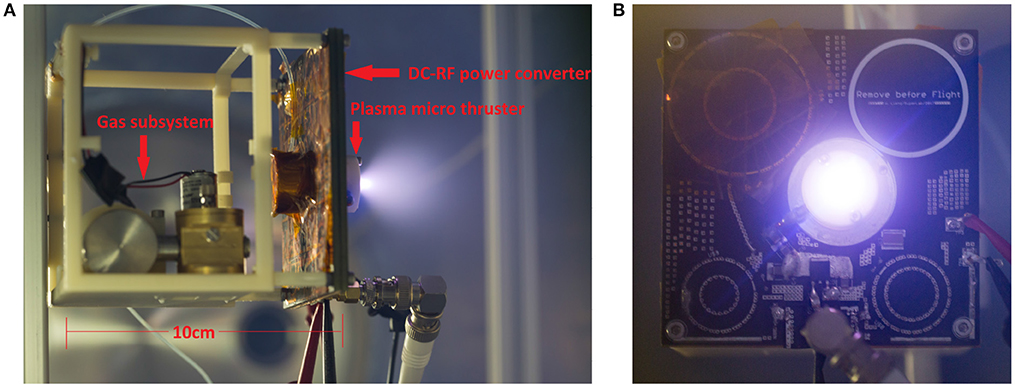 A
B
DC-RF power converter
Plasma micro thruster
Gas subsystem
Remove before Flight
10cm